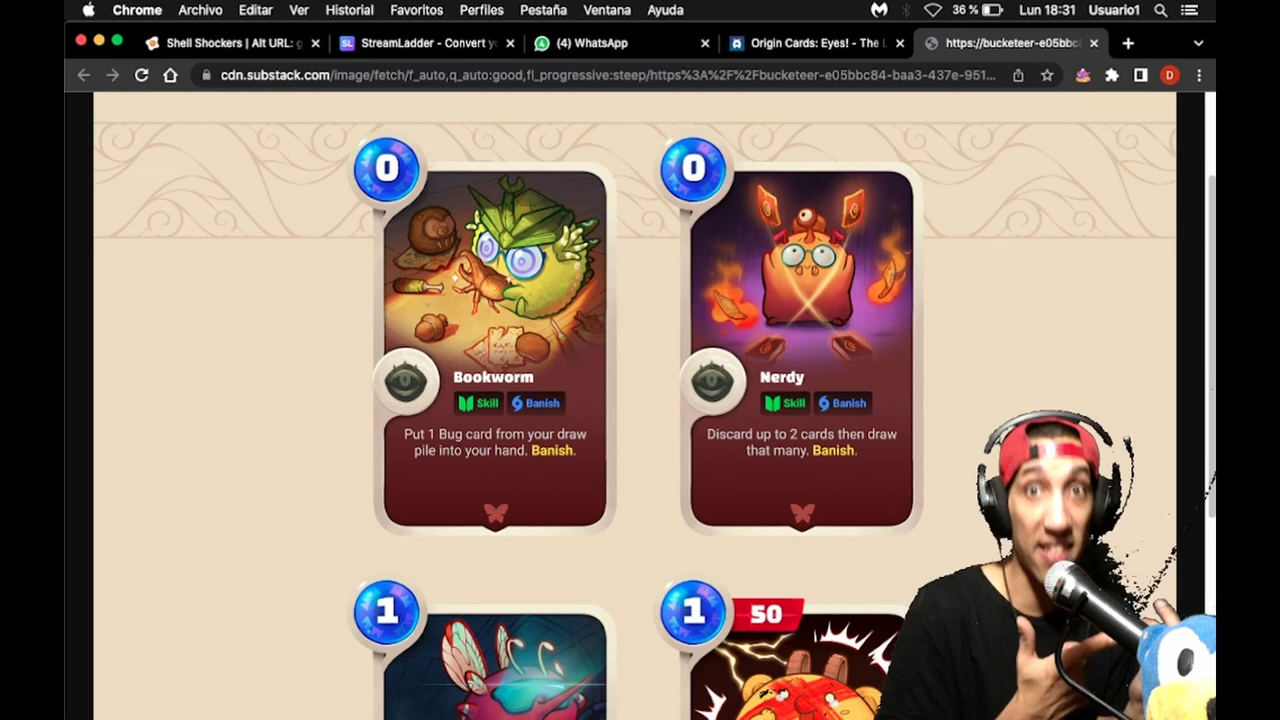 Chrome Archivo Editar Ver Historial Favoritos Perfiles Pestaña Ventana Ayuda 36 % Lun 18:31 Usuario1
Shell Shockers | Alt URL: g
SL StreamLadder - Convert yo
(4) WhatsApp
Origin Cards: Eyes! - The L
https://bucketeer-e05bbc8
cdn.substack.com/image/fetch/f_auto,q_auto:good,fl_progressive:steep/https%3A%2F%2Fbucketeer-e05bbc84-baa3-437e-951... D
0
Bookworm
Skill Banish
Put 1 Bug card from your draw
pile into your hand. Banish.
0
Nerdy
Skill Banish
Discard up to 2 cards then draw
that many. Banish.
1
1
50